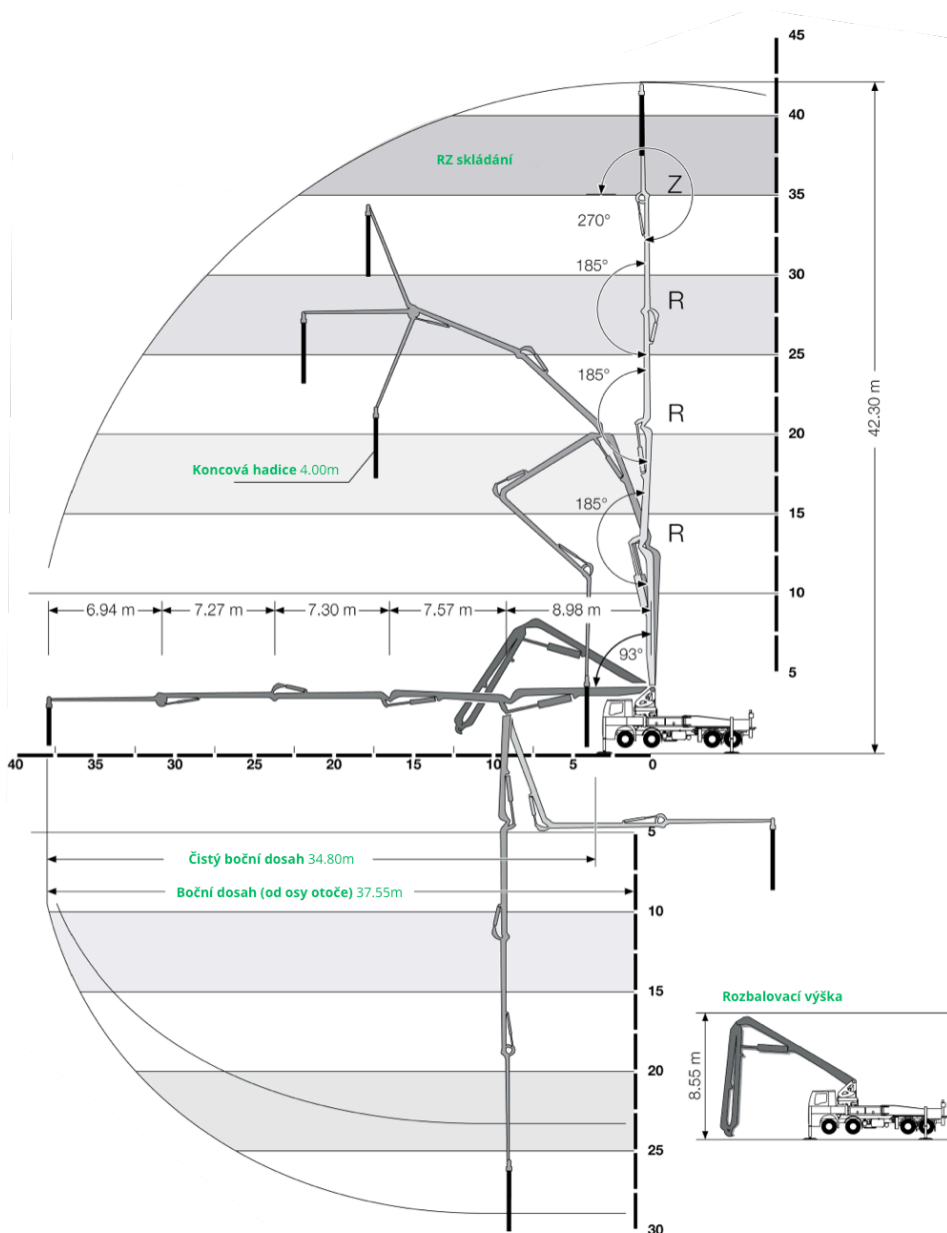 45
40
RZ skládání
Z
35
270°
185°
30
R
25
185°
42.30 m
R
20
Koncová hadice 4.00m
185°
15
R
10
6.94 m
7.27 m
7.30 m
7.57 m
8.98 m
93°
5
40
35
30
25
20
15
10
5
0
5
Čistý boční dosah 34.80m
Boční dosah (od osy otoče) 37.55m
10
15
Rozbalovací výška
20
8.55 m
25
30